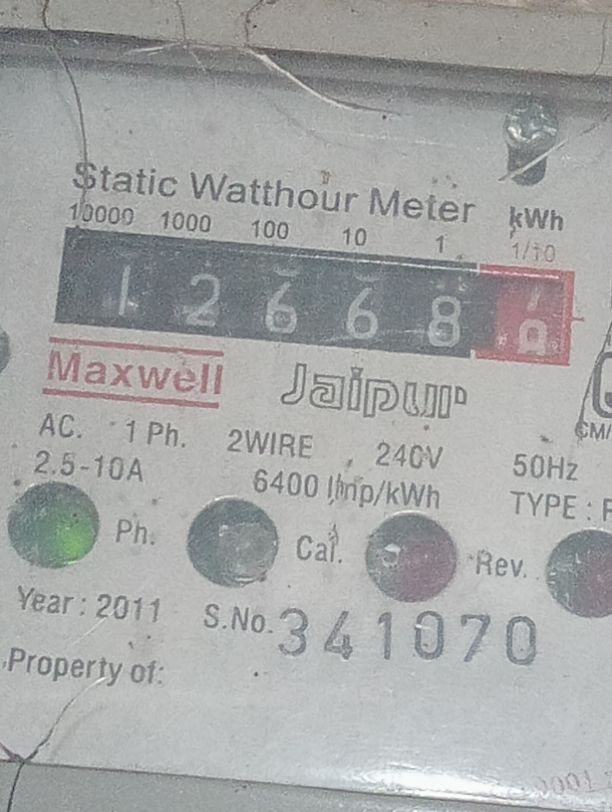 Static Watthour Meter kWh
10000 1000 100 10 1 1/10
1 2 6 6 8
Maxwell Jaipur
AC. 1 Ph. 2WIRE 240V 50Hz
2.5-10A 6400 Imp/kWh TYPE :
Ph. Cal. Rev.
Year : 2011 S.No. 341070
Property of: